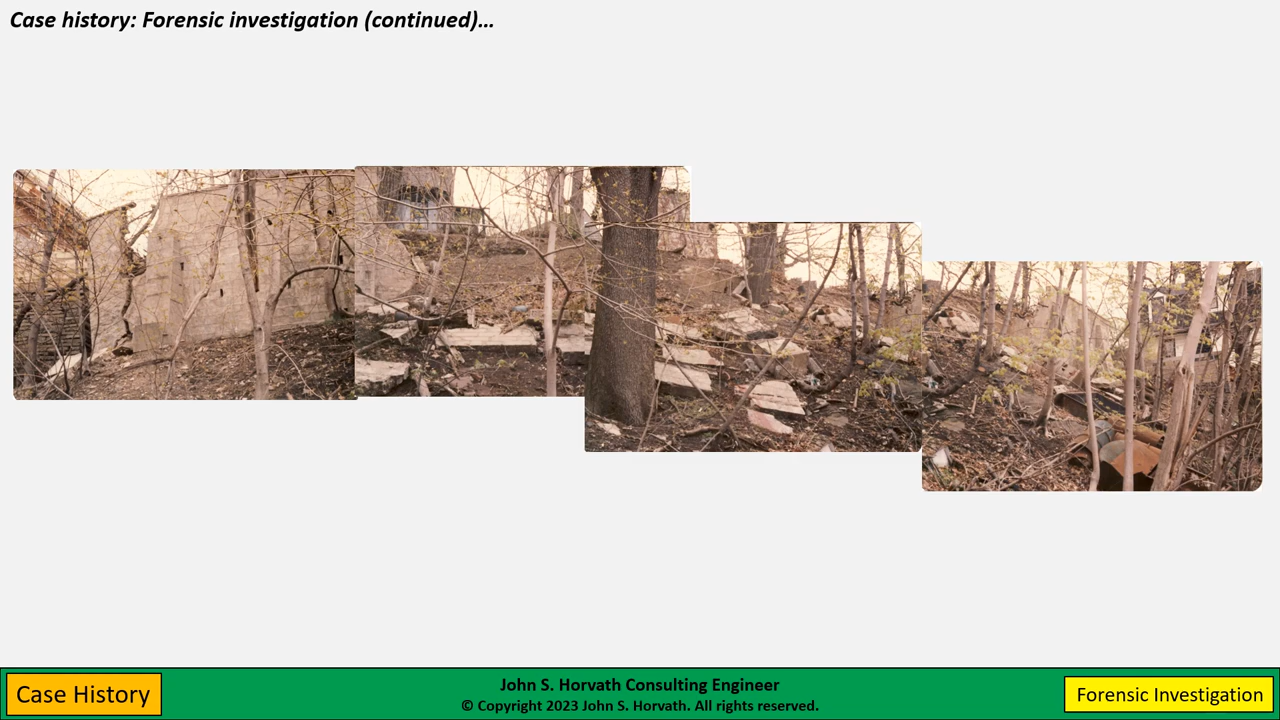 Case history: Forensic investigation (continued)...
Case History
John S. Horvath Consulting Engineer
© Copyright 2023 John S. Horvath. All rights reserved.
Forensic Investigation